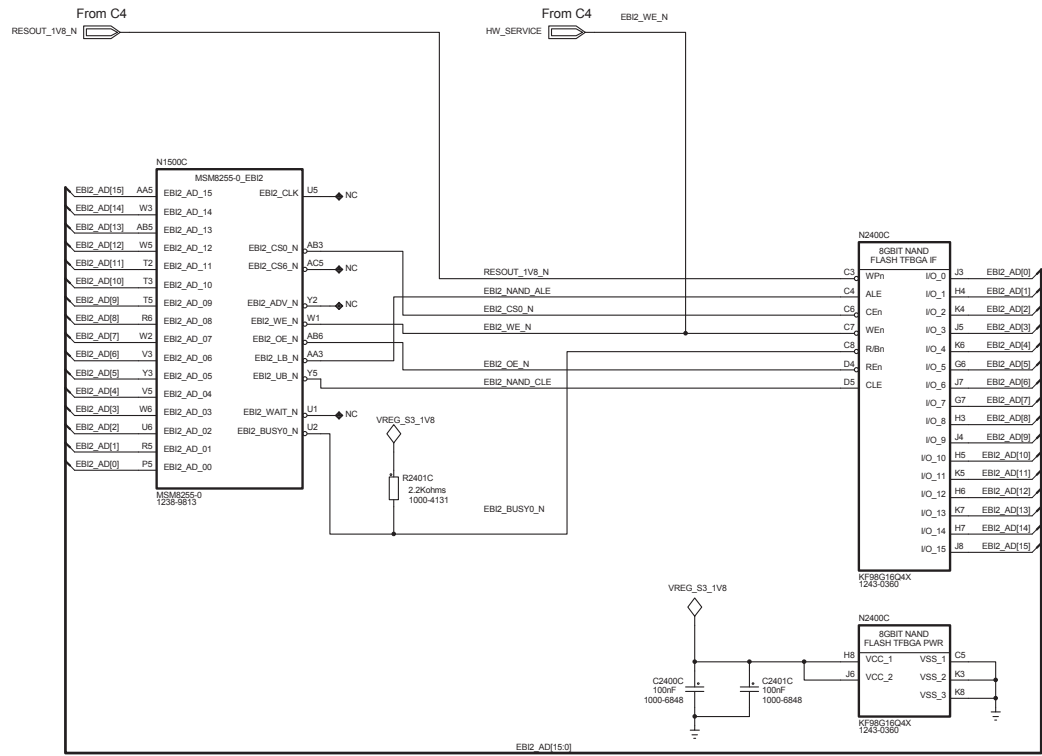 From C4
RESOUT_1V8_N
From C4
HW_SERVICE
EBI2_WE_N
N1500C
MSM8255-0_EBI2
EBI2_AD[15] AA5 EBI2_AD_15
EBI2_AD[14] W3 EBI2_AD_14
EBI2_AD[13] AB5 EBI2_AD_13
EBI2_AD[12] W5 EBI2_AD_12
EBI2_AD[11] T2 EBI2_AD_11
EBI2_AD[10] T3 EBI2_AD_10
EBI2_AD[9] T5 EBI2_AD_09
EBI2_AD[8] R6 EBI2_AD_08
EBI2_AD[7] W2 EBI2_AD_07
EBI2_AD[6] V3 EBI2_AD_06
EBI2_AD[5] Y3 EBI2_AD_05
EBI2_AD[4] V5 EBI2_AD_04
EBI2_AD[3] W6 EBI2_AD_03
EBI2_AD[2] U6 EBI2_AD_02
EBI2_AD[1] R5 EBI2_AD_01
EBI2_AD[0] P5 EBI2_AD_00
EBI2_CLK U5 NC
EBI2_CS0_N AB3
EBI2_CS6_N AC5 NC
EBI2_ADV_N Y2 NC
EBI2_WE_N W1
EBI2_OE_N AB6
EBI2_LB_N AA3
EBI2_UB_N Y5
EBI2_WAIT_N U1 NC
EBI2_BUSY0_N U2
MSM8255-0
1238-9813
VREG_S3_1V8
R2401C
2.2Kohms
1000-4131
RESOUT_1V8_N
EBI2_NAND_ALE
EBI2_CS0_N
EBI2_WE_N
EBI2_OE_N
EBI2_NAND_CLE
EBI2_BUSY0_N
N2400C
8GBIT NAND
FLASH TFBGA IF
C3 WPn
C4 ALE
C6 CEn
C7 WEn
C8 R/Bn
D4 REn
D5 CLE
I/O_0 J3 EBI2_AD[0]
I/O_1 H4 EBI2_AD[1]
I/O_2 K4 EBI2_AD[2]
I/O_3 J5 EBI2_AD[3]
I/O_4 K6 EBI2_AD[4]
I/O_5 G6 EBI2_AD[5]
I/O_6 J7 EBI2_AD[6]
I/O_7 G7 EBI2_AD[7]
I/O_8 H3 EBI2_AD[8]
I/O_9 J4 EBI2_AD[9]
I/O_10 H5 EBI2_AD[10]
I/O_11 K5 EBI2_AD[11]
I/O_12 H6 EBI2_AD[12]
I/O_13 K7 EBI2_AD[13]
I/O_14 H7 EBI2_AD[14]
I/O_15 J8 EBI2_AD[15]
KF98G16Q4X
1243-0360
VREG_S3_1V8
C2400C
100nF
1000-6848
C2401C
100nF
1000-6848
N2400C
8GBIT NAND
FLASH TFBGA PWR
H8 VCC_1 VSS_1 C5
J6 VCC_2 VSS_2 K3
VSS_3 K8
KF98G16Q4X
1243-0360
EBI2_AD[15:0]